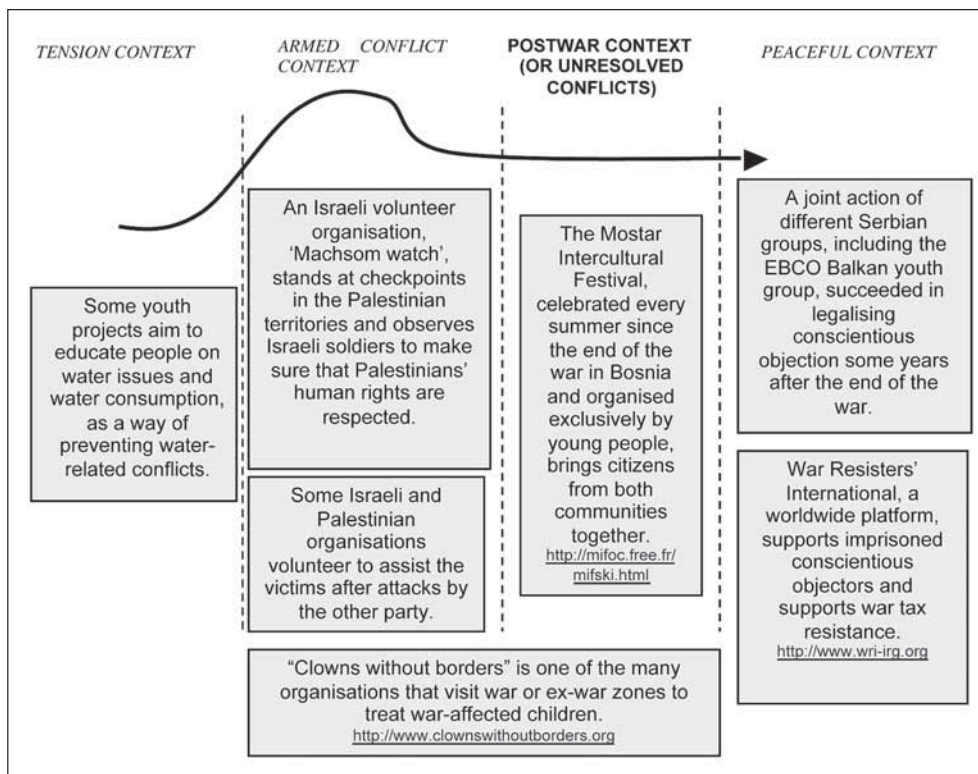 TENSION CONTEXT
ARMED CONFLICT
CONTEXT
POSTWAR CONTEXT
(OR UNRESOLVED
CONFLICTS)
PEACEFUL CONTEXT
Some youth
projects aim to
educate people on
water issues and
water consumption,
as a way of
preventing water-
related conflicts.
An Israeli volunteer
organisation,
‘Machsom watch’,
stands at checkpoints
in the Palestinian
territories and observes
Israeli soldiers to make
sure that Palestinians’
human rights are
respected.
Some Israeli and
Palestinian
organisations
volunteer to assist the
victims after attacks by
the other party.
The Mostar
Intercultural
Festival,
celebrated every
summer since
the end of the
war in Bosnia
and organised
exclusively by
young people,
brings citizens
from both
communities
together.
http://mifoc.free.fr/
mifski.html
A joint action of
different Serbian
groups, including the
EBCO Balkan youth
group, succeeded in
legalising
conscientious
objection some years
after the end of the
war.
War Resisters’
International, a
worldwide platform,
supports imprisoned
conscientious
objectors and
supports war tax
resistance.
http://www.wri-irg.org
“Clowns without borders” is one of the many
organisations that visit war or ex-war zones to
treat war-affected children.
http://www.clownswithoutborders.org